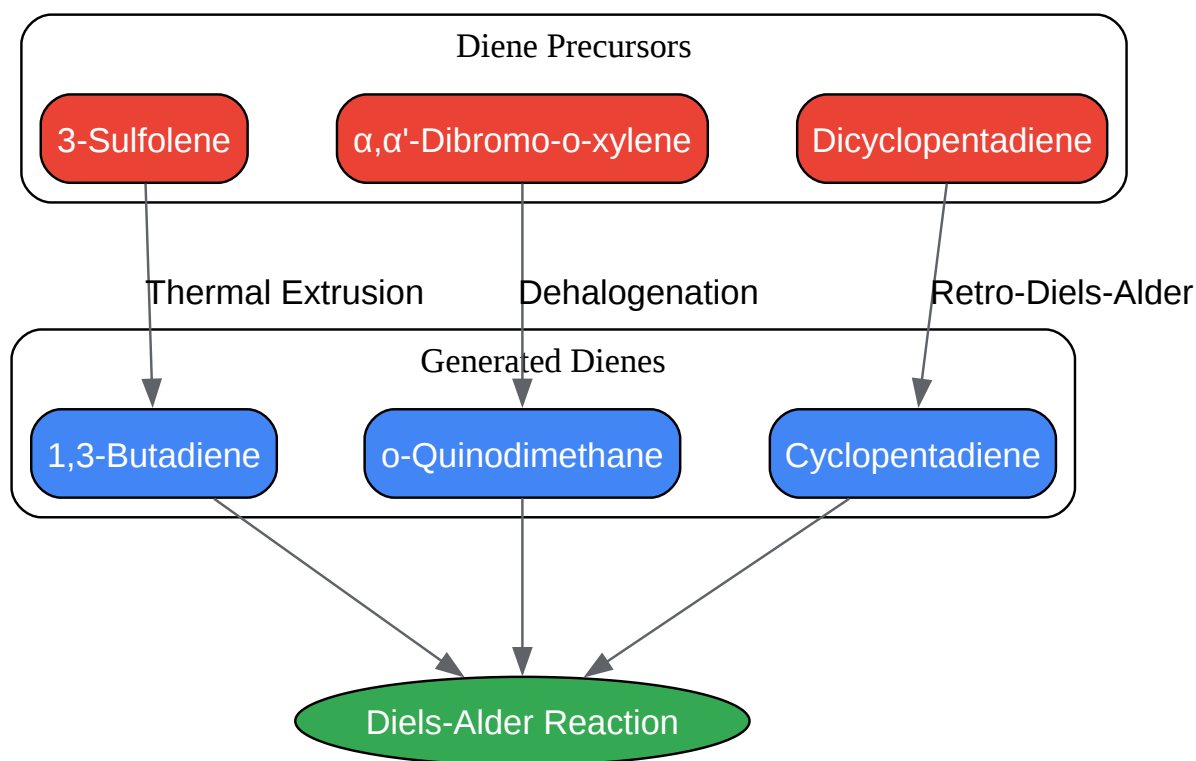 Diene Precursors
3-Sulfolene
α,α'-Dibromo-o-xylene
Dicyclopentadiene
Thermal Extrusion
Dehalogenation
Retro-Diels-Alder
Generated Dienes
1,3-Butadiene
o-Quinodimethane
Cyclopentadiene
Diels-Alder Reaction